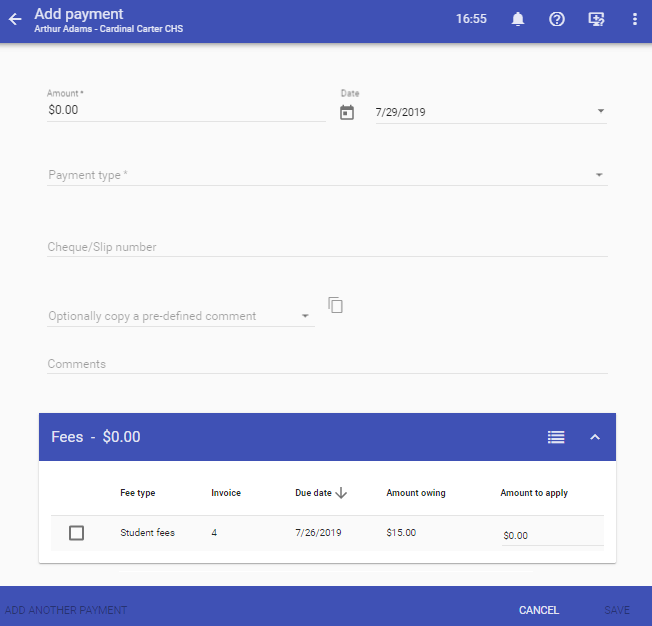 Add payment
Arthur Adams - Cardinal Carter CHS
16:55
Amount *
$0.00
Date
7/29/2019
Payment type *
Cheque/Slip number
Optionally copy a pre-defined comment
Comments
Fees - $0.00
Fee type Invoice Due date Amount owing Amount to apply
Student fees 4 7/26/2019 $15.00 $0.00
ADD ANOTHER PAYMENT CANCEL SAVE